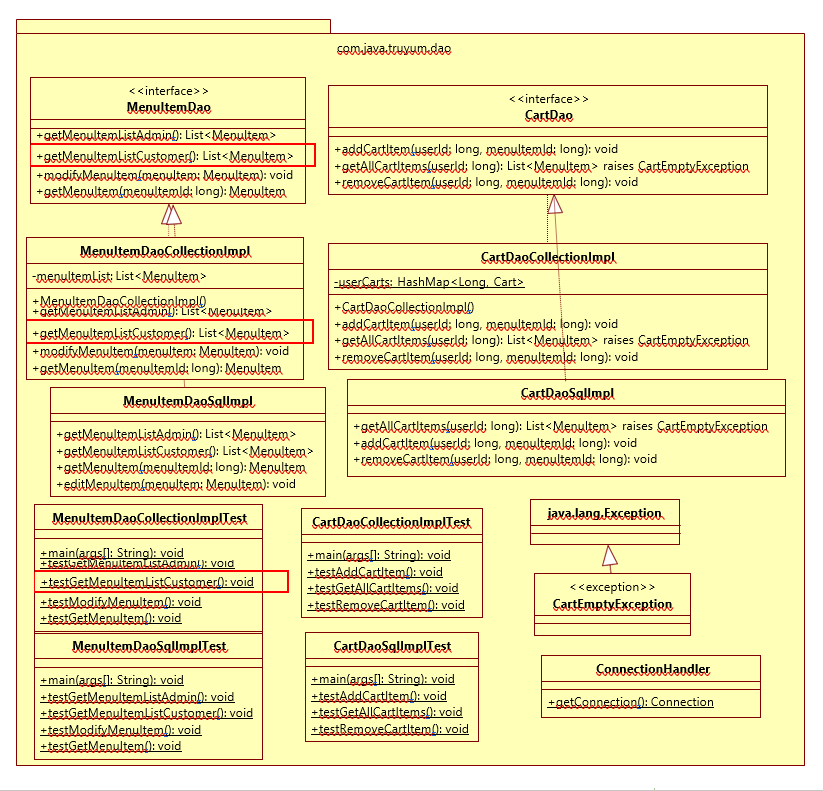 com.java.truyum.dao
<<interface>>
MenuItemDao
+getMenuItemListAdmin(): List<MenuItem>
+getMenuItemListCustomer(): List<MenuItem>
+modifyMenuItem(menuItem: MenuItem): void
+getMenuItem(menuItemId: long): MenuItem
<<interface>>
CartDao
+addCartItem(userId: long, menuItemId: long): void
+getAllCartItems(userId: long): List<MenuItem> raises CartEmptyException
+removeCartItem(userId: long, menuItemId: long): void
MenuItemDaoCollectionImpl
-menuItemList: List<MenuItem>
+MenuItemDaoCollectionImpl()
+getMenuItemListAdmin(): List<MenuItem>
+getMenuItemListCustomer(): List<MenuItem>
+modifyMenuItem(menuItem: MenuItem): void
+getMenuItem(menuItemId: long): MenuItem
CartDaoCollectionImpl
-userCarts: HashMap<Long, Cart>
+CartDaoCollectionImpl()
+addCartItem(userId: long, menuItemId: long): void
+getAllCartItems(userId: long): List<MenuItem> raises CartEmptyException
+removeCartItem(userId: long, menuItemId: long): void
MenuItemDaoSqlImpl
+getMenuItemListAdmin(): List<MenuItem>
+getMenuItemListCustomer(): List<MenuItem>
+getMenuItem(menuItemId: long): MenuItem
+editMenuItem(menuItem: MenuItem): void
CartDaoSqlImpl
+getAllCartItems(userId: long): List<MenuItem> raises CartEmptyException
+addCartItem(userId: long, menuItemId: long): void
+removeCartItem(userId: long, menuItemId: long): void
MenuItemDaoCollectionImplTest
+main(args[]: String): void
+testGetMenuItemListAdmin(): void
+testGetMenuItemListCustomer(): void
+testModifyMenuItem(): void
+testGetMenuItem(): void
CartDaoCollectionImplTest
+main(args[]: String): void
+testAddCartItem(): void
+testGetAllCartItems(): void
+testRemoveCartItem(): void
java.lang.Exception
<<exception>>
CartEmptyException
MenuItemDaoSqlImplTest
+main(args[]: String): void
+testGetMenuItemListAdmin(): void
+testGetMenuItemListCustomer(): void
+testModifyMenuItem(): void
+testGetMenuItem(): void
CartDaoSqlImplTest
+main(args[]: String): void
+testAddCartItem(): void
+testGetAllCartItems(): void
+testRemoveCartItem(): void
ConnectionHandler
+getConnection(): Connection